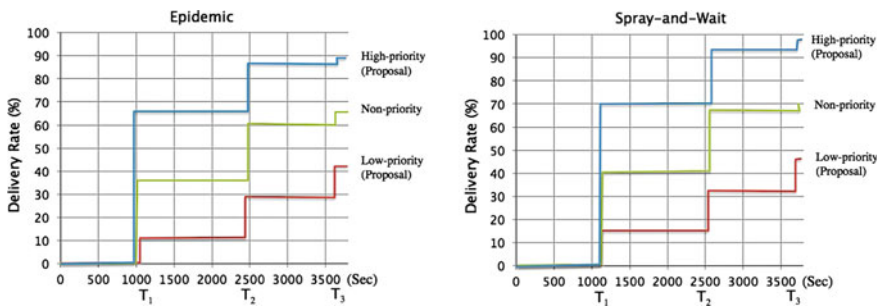 Epidemic
Delivery Rate (%)
100
90
80
70
60
50
40
30
20
10
0
0 500 1000 1500 2000 2500 3000 3500 (Sec)
T1 T2 T3
High-priority
(Proposal)
Non-priority
Low-priority
(Proposal)
Spray-and-Wait
Delivery Rate (%)
100
90
80
70
60
50
40
30
20
10
0
0 500 1000 1500 2000 2500 3000 3500 (Sec)
T1 T2 T3
High-priority
(Proposal)
Non-priority
Low-priority
(Proposal)